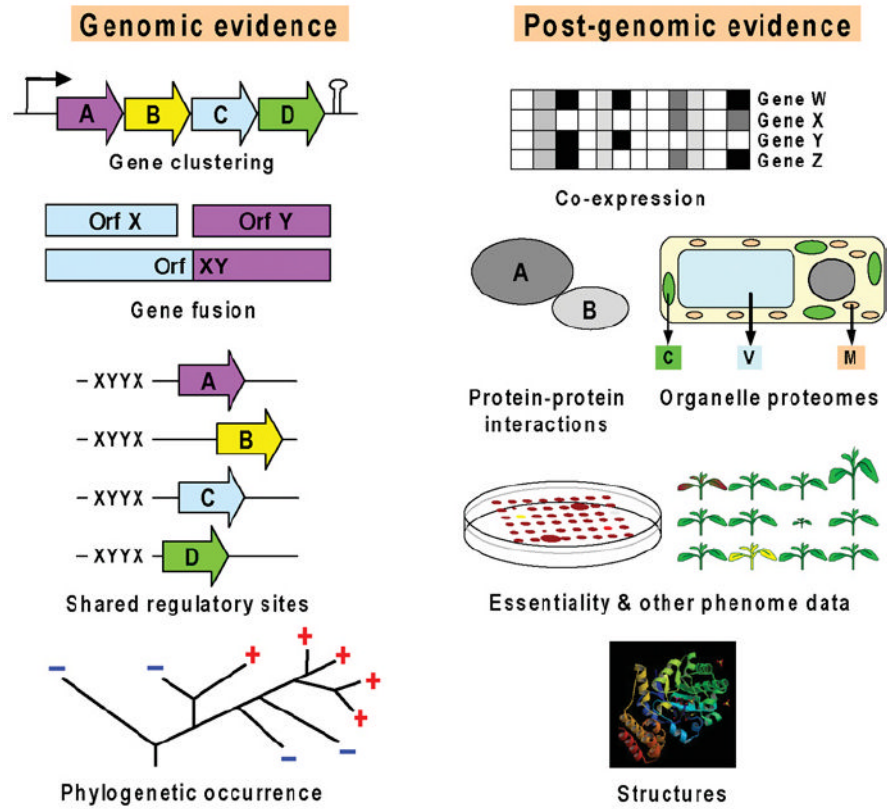 Genomic evidence
A B C D
Gene clustering
Orf X Orf Y
Orf XY
Gene fusion
– XYYX A
– XYYX B
– XYYX C
– XYYX D
Shared regulatory sites
– – + + + + + – –
Phylogenetic occurrence
Post-genomic evidence
Gene W
Gene X
Gene Y
Gene Z
Co-expression
A
B
Protein-protein
interactions
C V M
Organelle proteomes
Essentiality & other phenome data
Structures